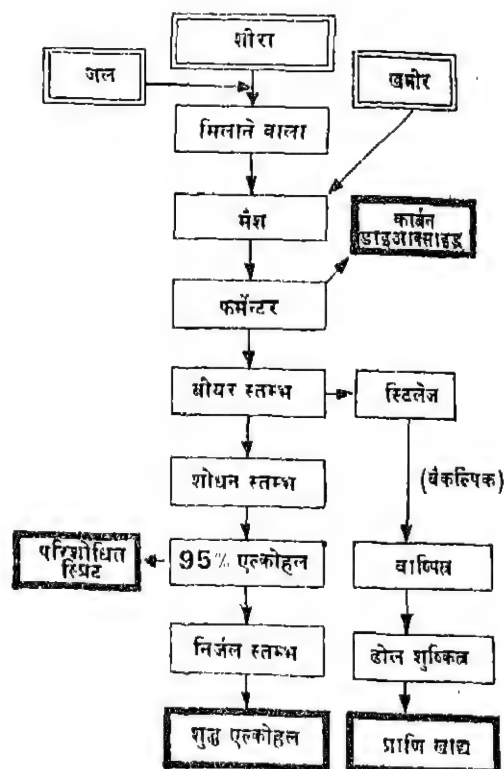 शीरा
जल
खमीर
मिलाने वाला
मैश
कार्बन
डाइआक्साइड
फर्मेन्टर
बीयर स्तम्भ
स्टिलेज
शोधन स्तम्भ
(वैकल्पिक)
परिशोधित
स्प्रिट
95% एल्कोहल
वाष्पित्र
निर्जल स्तम्भ
ढोल शुष्कित्र
शुद्ध एल्कोहल
प्राणि खाद्य